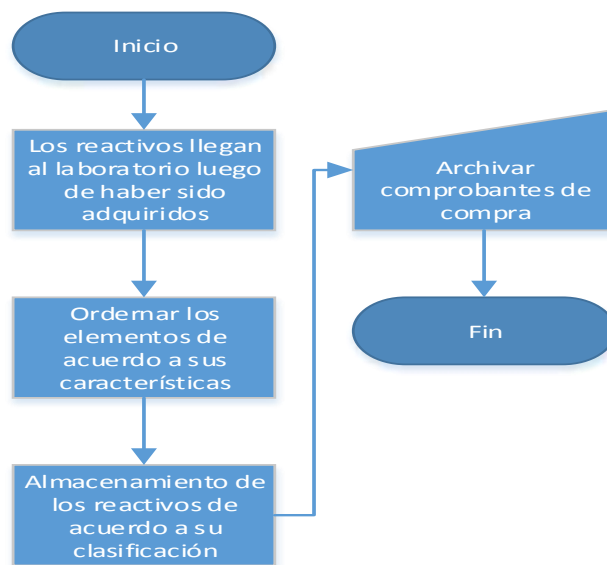 Inicio
Los reactivos llegan
al laboratorio luego
de haber sido
adquiridos
Ordernar los
elementos de
acuerdo a sus
características
Almacenamiento de
los reactivos de
acuerdo a su
clasificación
Archivar
comprobantes de
compra
Fin